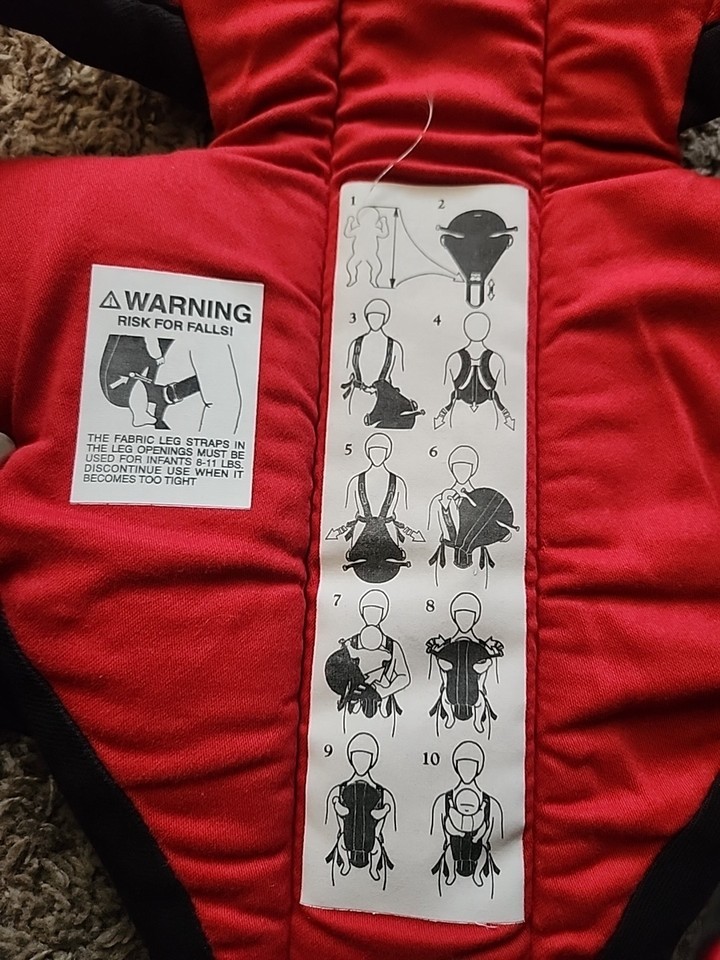 ⚠ WARNING
RISK FOR FALLS!
THE FABRIC LEG STRAPS IN
THE LEG OPENINGS MUST BE
USED FOR INFANTS 8-11 LBS.
DISCONTINUE USE WHEN IT
BECOMES TOO TIGHT
1 2
3 4
5 6
7 8
9 10